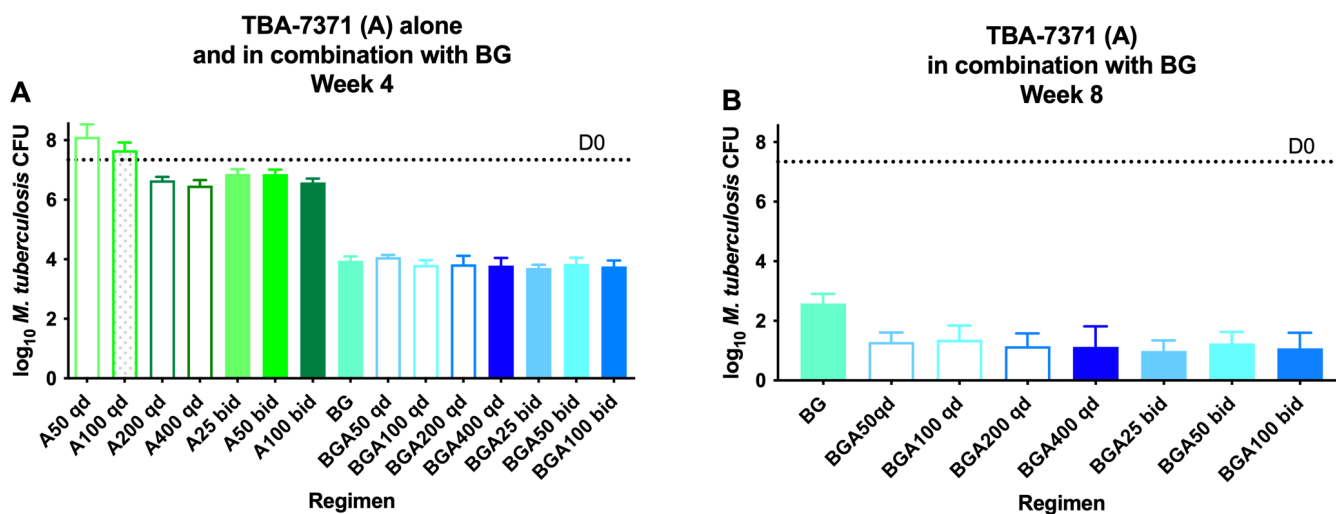 TBA-7371 (A) alone
and in combination with BG
Week 4
A
log10 M. tuberculosis CFU
8
6
4
2
0
D0
A50 qd
A100 qd
A200 qd
A400 qd
A25 bid
A50 bid
A100 bid
BG
BGA50 qd
BGA100 qd
BGA200 qd
BGA400 qd
BGA25 bid
BGA50 bid
BGA100 bid
Regimen
TBA-7371 (A)
in combination with BG
Week 8
B
log10 M. tuberculosis CFU
8
6
4
2
0
D0
BG
BGA50qd
BGA100 qd
BGA200 qd
BGA400 qd
BGA25 bid
BGA50 bid
BGA100 bid
Regimen